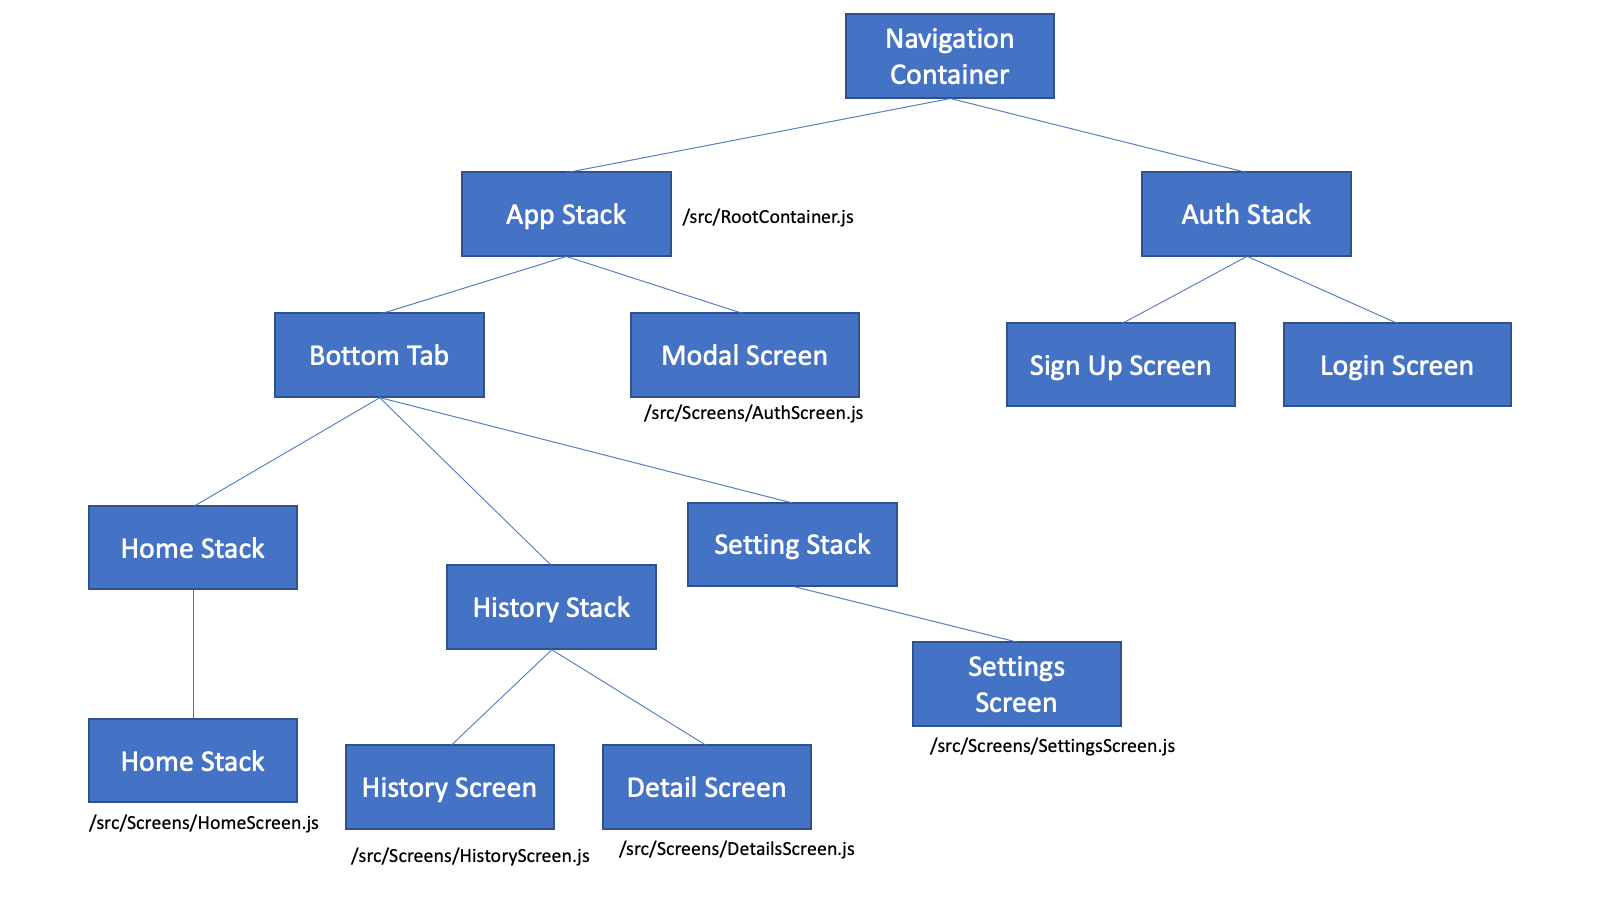 Navigation
Container
App Stack
/src/RootContainer.js
Auth Stack
Bottom Tab
Modal Screen
/src/Screens/AuthScreen.js
Sign Up Screen
Login Screen
Home Stack
History Stack
Setting Stack
Settings
Screen
/src/Screens/SettingsScreen.js
Home Stack
/src/Screens/HomeScreen.js
History Screen
/src/Screens/HistoryScreen.js
Detail Screen
/src/Screens/DetailsScreen.js